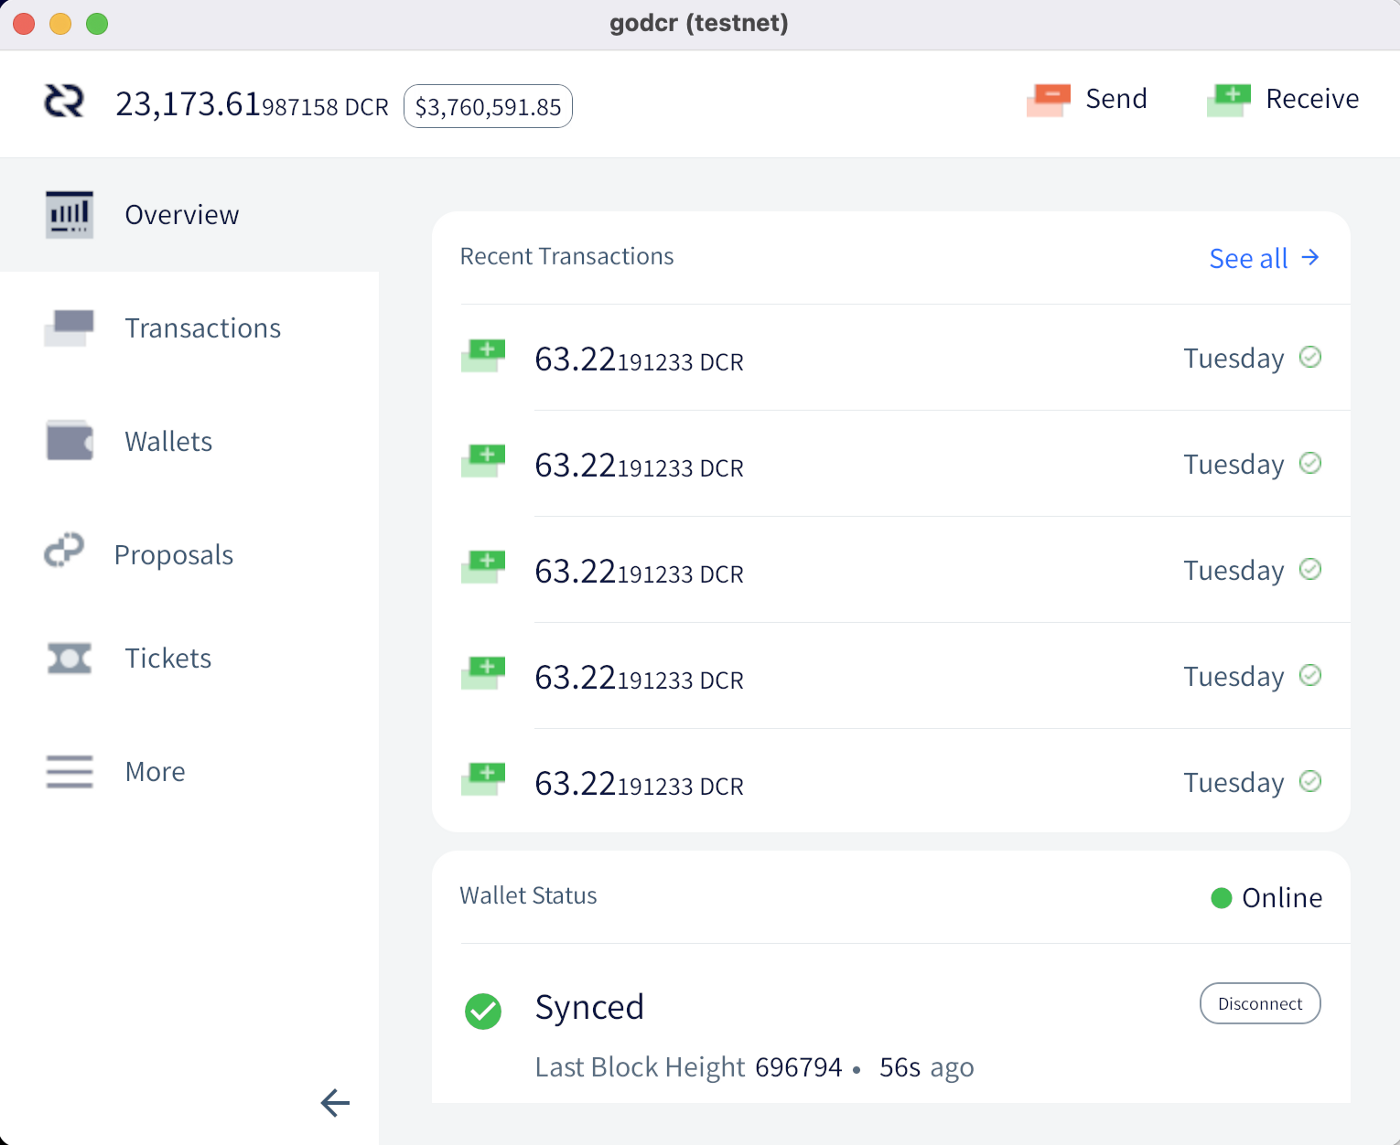 godcr (testnet)
23,173.61987158 DCR $3,760,591.85
Send
Receive
Overview
Transactions
Wallets
Proposals
Tickets
More
Recent Transactions
See all
63.22191233 DCR Tuesday
63.22191233 DCR Tuesday
63.22191233 DCR Tuesday
63.22191233 DCR Tuesday
63.22191233 DCR Tuesday
Wallet Status
Online
Synced
Disconnect
Last Block Height 696794 • 56s ago